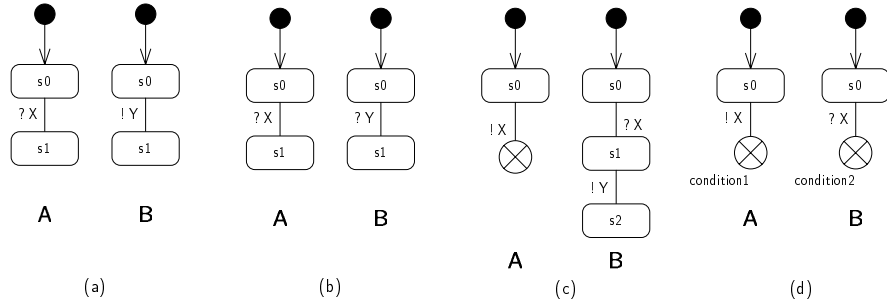 s0 s0
? X ! Y
s1 s1
A B
(a)
s0 s0
? X ? Y
s1 s1
A B
(b)
s0 s0
! X ? X
s1
! Y
s2
A B
(c)
s0 s0
! X ? X
condition1 condition2
A B
(d)